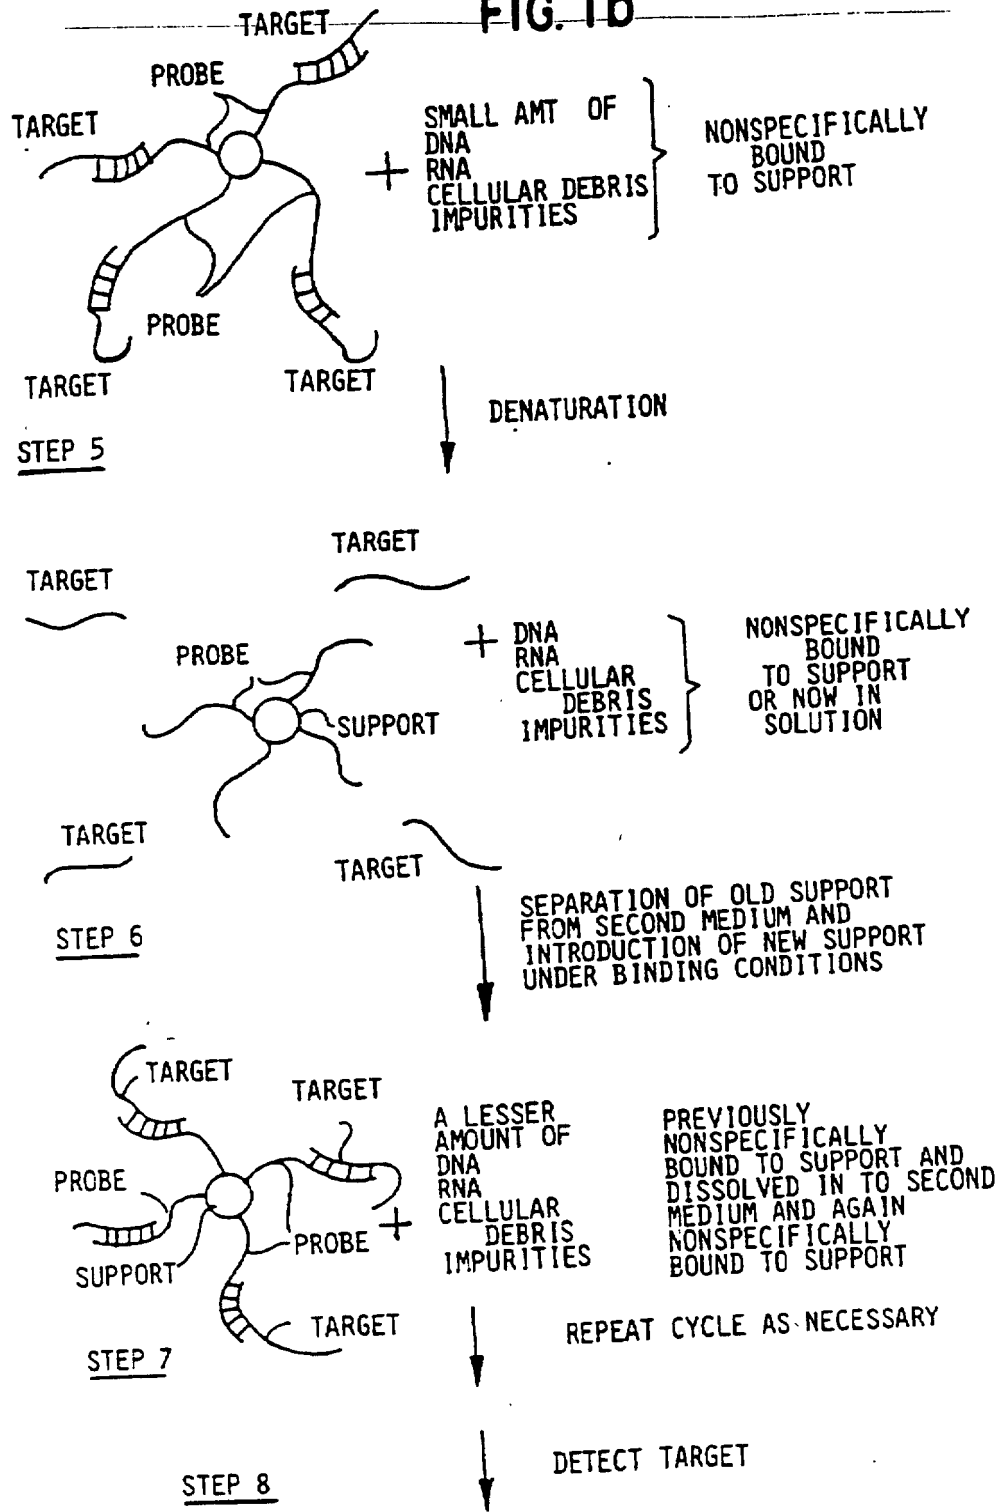 FIG. 1b
TARGET
PROBE
TARGET
+
SMALL AMT OF
DNA
RNA
CELLULAR DEBRIS
IMPURITIES
NONSPECIFICALLY
BOUND
TO SUPPORT
PROBE
TARGET
TARGET
DENATURATION
STEP 5
TARGET
TARGET
PROBE
SUPPORT
+
DNA
RNA
CELLULAR
DEBRIS
IMPURITIES
NONSPECIFICALLY
BOUND
TO SUPPORT
OR NOW IN
SOLUTION
TARGET
TARGET
STEP 6
SEPARATION OF OLD SUPPORT
FROM SECOND MEDIUM AND
INTRODUCTION OF NEW SUPPORT
UNDER BINDING CONDITIONS
TARGET
TARGET
PROBE
SUPPORT
PROBE
TARGET
+
A LESSER
AMOUNT OF
DNA
RNA
CELLULAR
DEBRIS
IMPURITIES
PREVIOUSLY
NONSPECIFICALLY
BOUND TO SUPPORT AND
DISSOLVED IN TO SECOND
MEDIUM AND AGAIN
NONSPECIFICALLY
BOUND TO SUPPORT
STEP 7
REPEAT CYCLE AS NECESSARY
DETECT TARGET
STEP 8